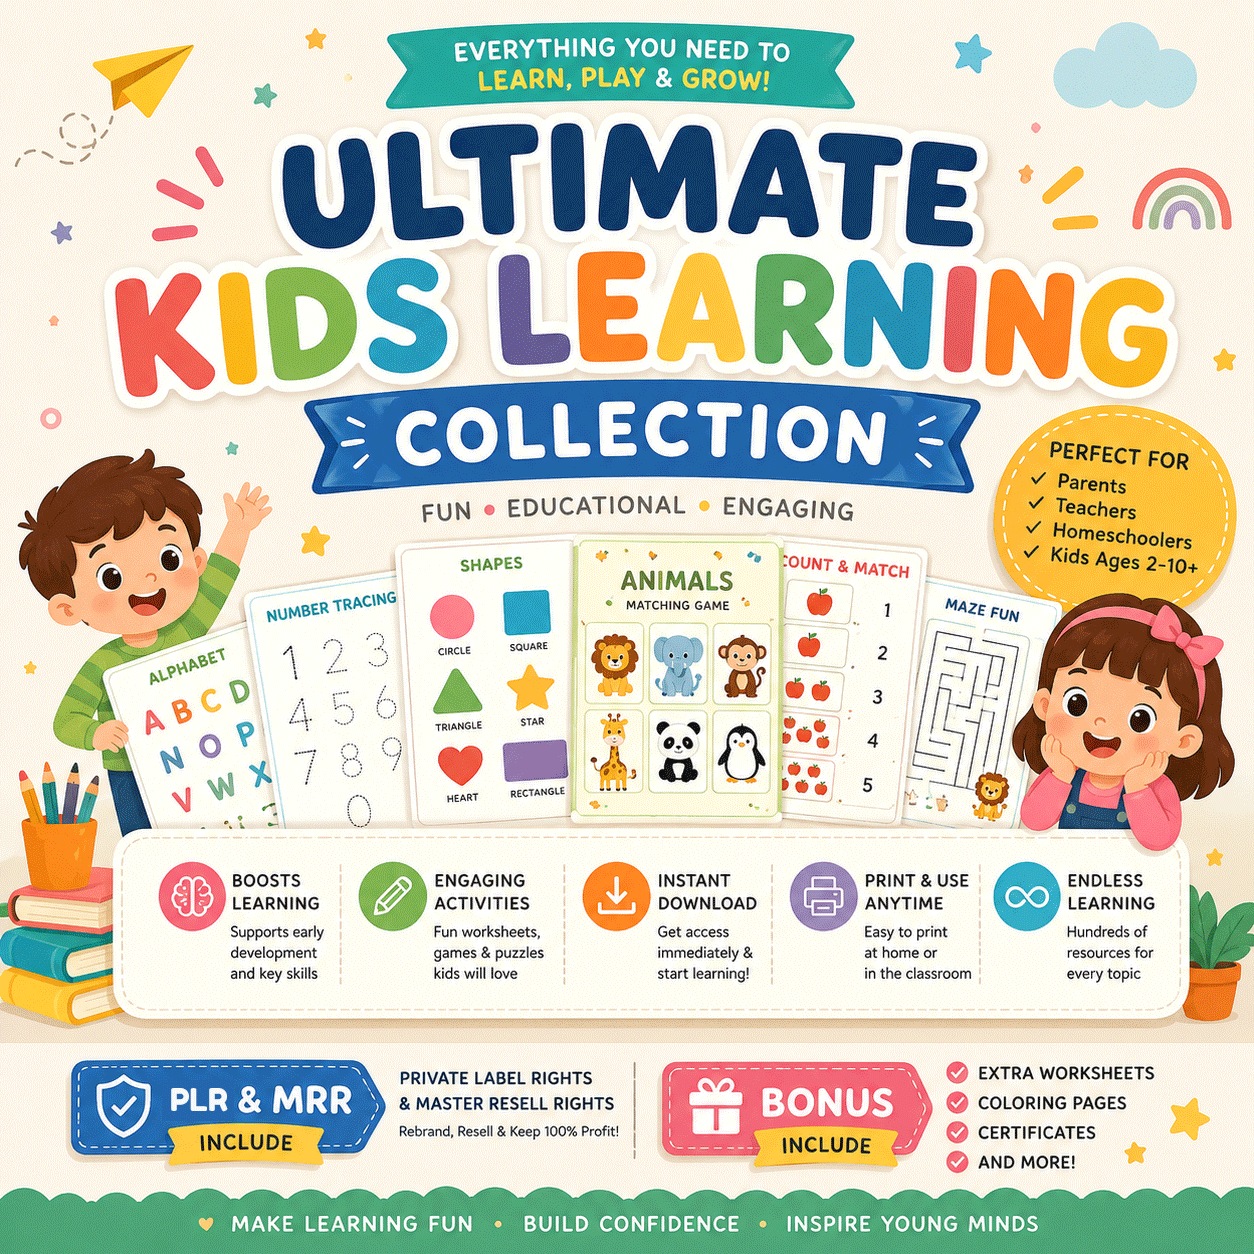 EVERYTHING YOU NEED TO
LEARN, PLAY & GROW!
ULTIMATE
KIDS LEARNING
COLLECTION
FUN • EDUCATIONAL • ENGAGING
PERFECT FOR
✓ Parents
✓ Teachers
✓ Homeschoolers
✓ Kids Ages 2-10+
ALPHABET
A B C D
N O P
V W X
NUMBER TRACING
1 2 3
4 5 6
7 8 9
0
SHAPES
CIRCLE
SQUARE
TRIANGLE
STAR
HEART
RECTANGLE
ANIMALS
MATCHING GAME
COUNT & MATCH
1
2
3
4
5
MAZE FUN
BOOSTS
LEARNING
Supports early
development
and key skills
ENGAGING
ACTIVITIES
Fun worksheets,
games & puzzles
kids will love
INSTANT
DOWNLOAD
Get access
immediately &
start learning!
PRINT & USE
ANYTIME
Easy to print
at home or
in the classroom
ENDLESS
LEARNING
Hundreds of
resources for
every topic
PLR & MRR
INCLUDE
PRIVATE LABEL RIGHTS
& MASTER RESELL RIGHTS
Rebrand, Resell & Keep 100% Profit!
BONUS
INCLUDE
EXTRA WORKSHEETS
COLORING PAGES
CERTIFICATES
AND MORE!
MAKE LEARNING FUN • BUILD CONFIDENCE • INSPIRE YOUNG MINDS